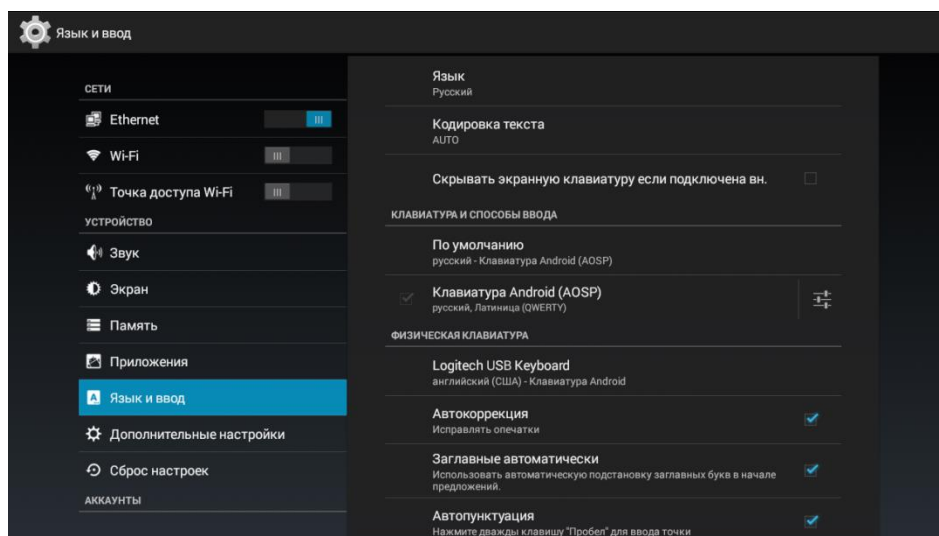 Язык и ввод
СЕТИ
Ethernet
Wi-Fi
Точка доступа Wi-Fi
УСТРОЙСТВО
Звук
Экран
Память
Приложения
Язык и ввод
Дополнительные настройки
Сброс настроек
АККАУНТЫ
Язык
Русский
Кодировка текста
AUTO
Скрывать экранную клавиатуру если подключена вн.
КЛАВИАТУРА И СПОСОБЫ ВВОДА
По умолчанию
русский - Клавиатура Android (AOSP)
Клавиатура Android (AOSP)
русский, Латиница (QWERTY)
ФИЗИЧЕСКАЯ КЛАВИАТУРА
Logitech USB Keyboard
английский (США) - Клавиатура Android
Автокоррекция
Исправлять опечатки
Заглавные автоматически
Использовать автоматическую подстановку заглавных букв в начале
предложений.
Автопунктуация
Нажмите дважды клавишу "Пробел" для ввода точки